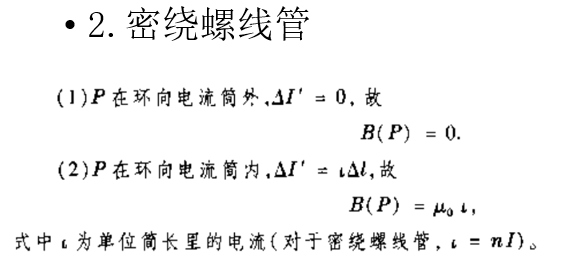 • 2.密绕螺线管
(1)P 在环向电流筒外,ΔI′ = 0, 故
B(P) = 0.
(2)P 在环向电流筒内,ΔI′ = ιΔl,故
B(P) = μ₀ ι,
式中 ι 为单位筒长里的电流(对于密绕螺线管, ι = nI)。